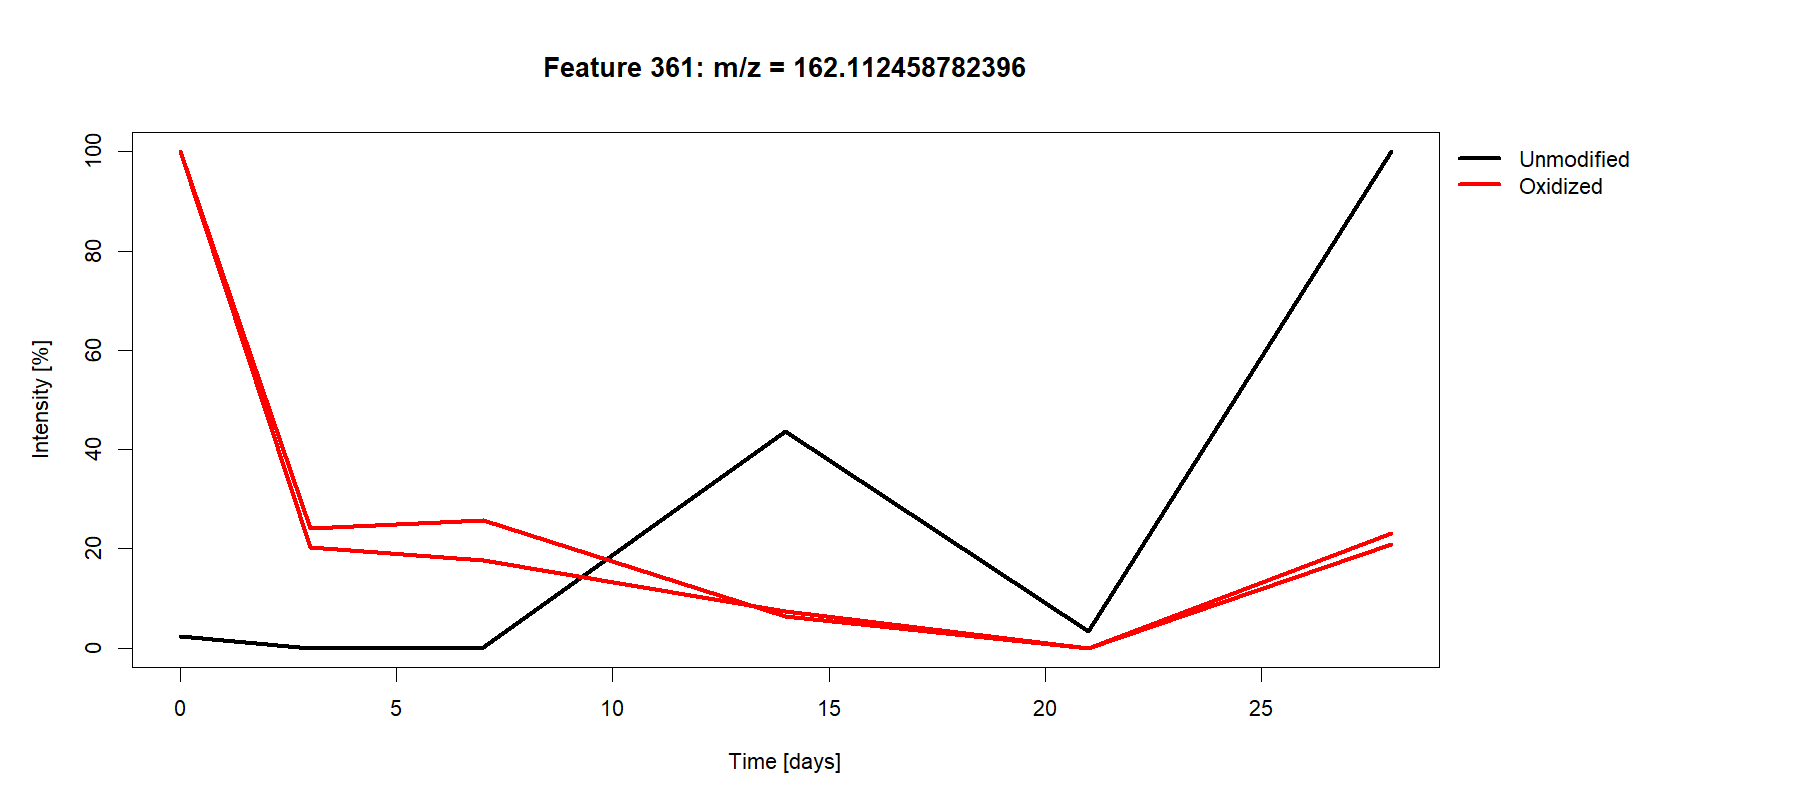 Feature 361: m/z = 162.112458782396
Unmodified
Oxidized
100
80
60
40
20
0
Intensity [%]
0 5 10 15 20 25
Time [days]